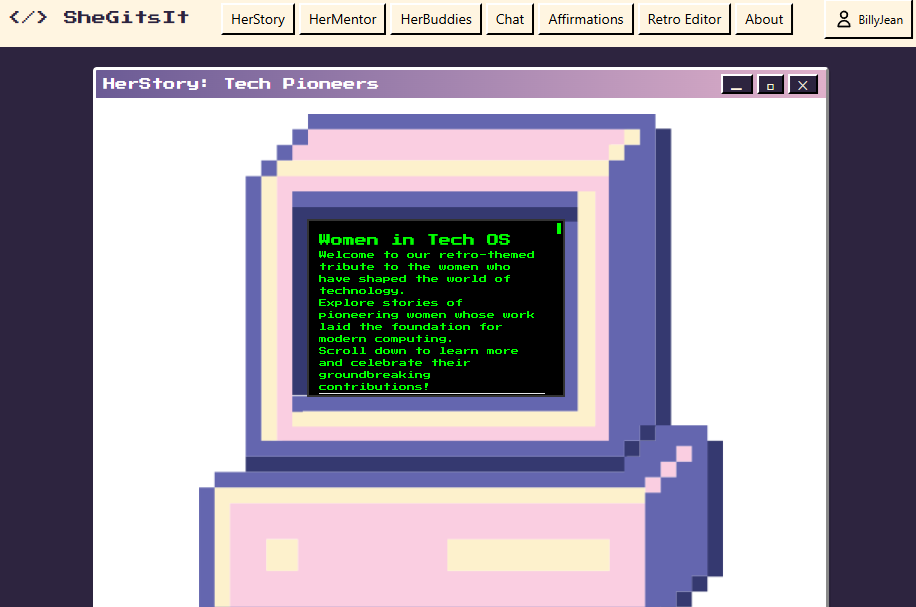 </> SheGitsIt
HerStory
HerMentor
HerBuddies
Chat
Affirmations
Retro Editor
About
BillyJean
HerStory: Tech Pioneers
Women in Tech OS
Welcome to our retro-themed
tribute to the women who
have shaped the world of
technology.
Explore stories of
pioneering women whose work
laid the foundation for
modern computing.
Scroll down to learn more
and celebrate their
groundbreaking
contributions!